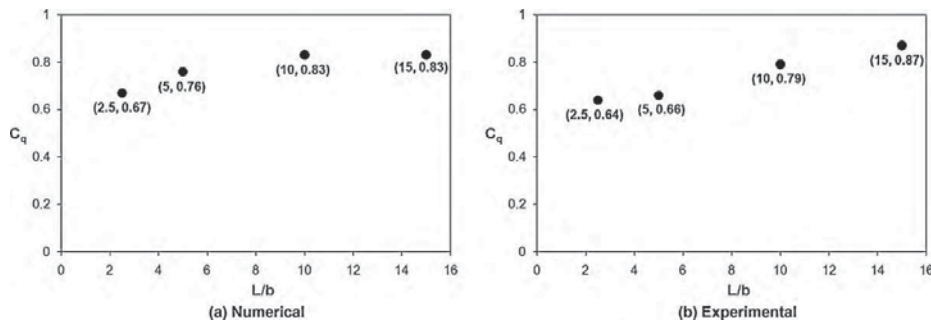 1
0.8
0.6
C_q
0.4
0.2
0
(2.5, 0.67)
(5, 0.76)
(10, 0.83)
(15, 0.83)
0 2 4 6 8 10 12 14 16
L/b
(a) Numerical
1
0.8
0.6
C_q
0.4
0.2
0
(2.5, 0.64)
(5, 0.66)
(10, 0.79)
(15, 0.87)
0 2 4 6 8 10 12 14 16
L/b
(b) Experimental